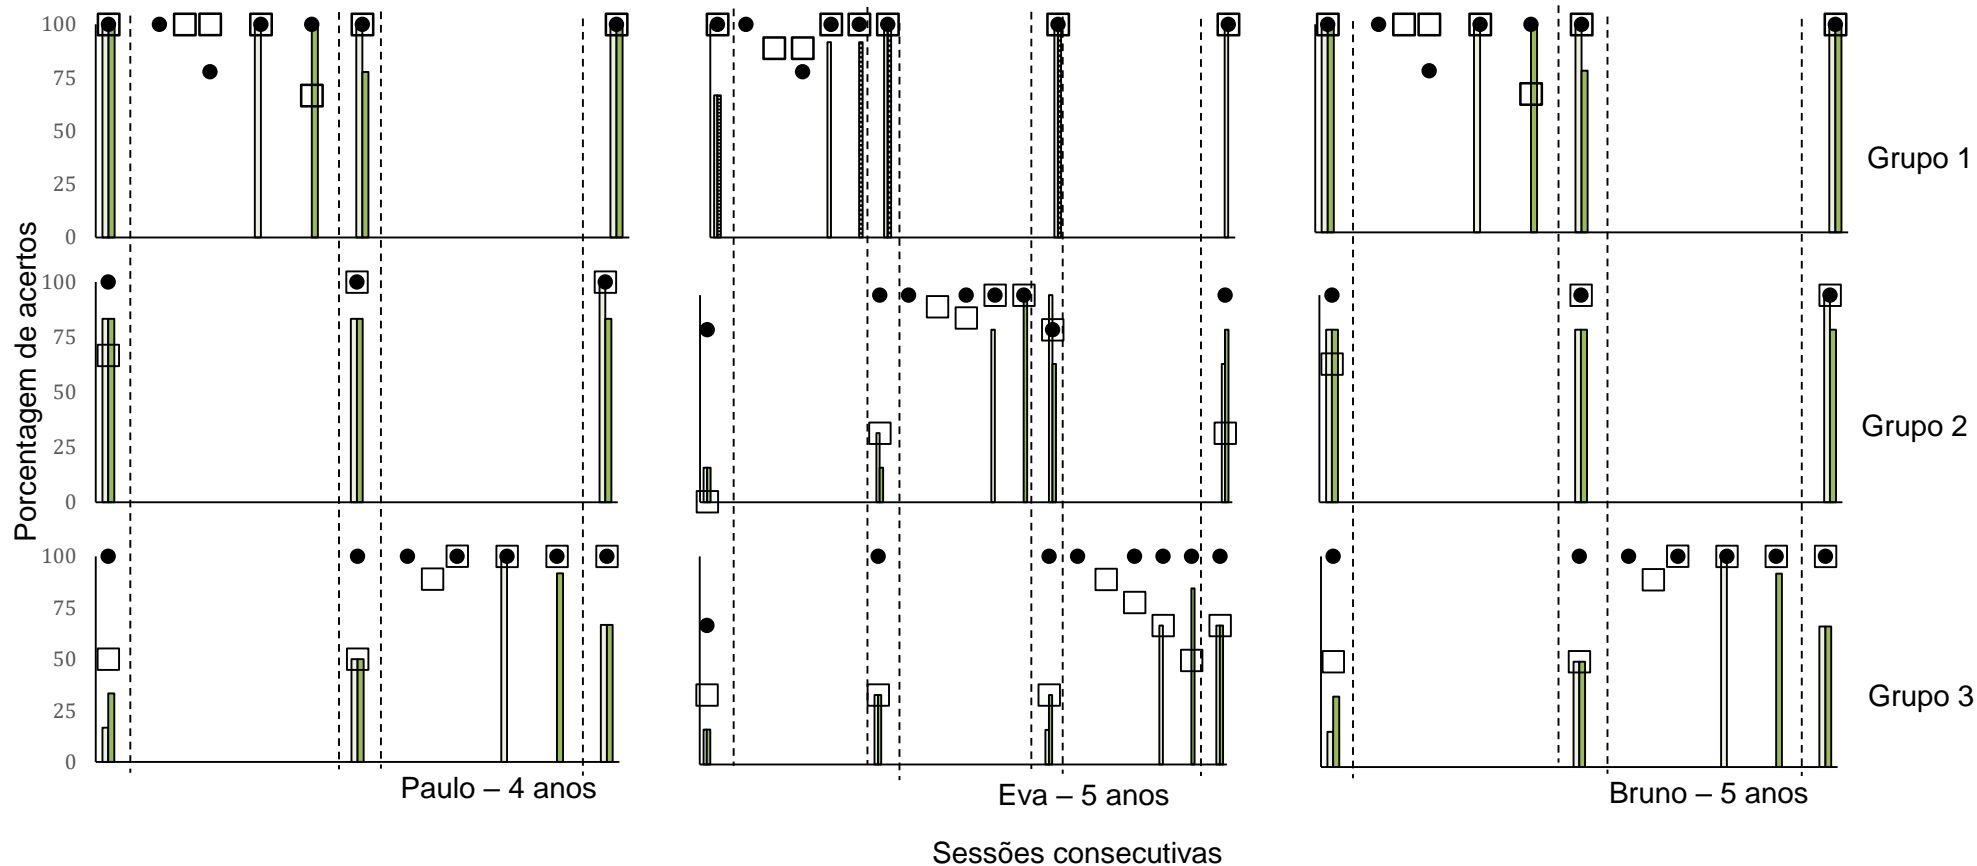 Porcentagem de acertos
100
75
50
25
0
Grupo 1
100
75
50
25
0
Grupo 2
100
75
50
25
0
Grupo 3
Paulo – 4 anos
Eva – 5 anos
Bruno – 5 anos
Sessões consecutivas